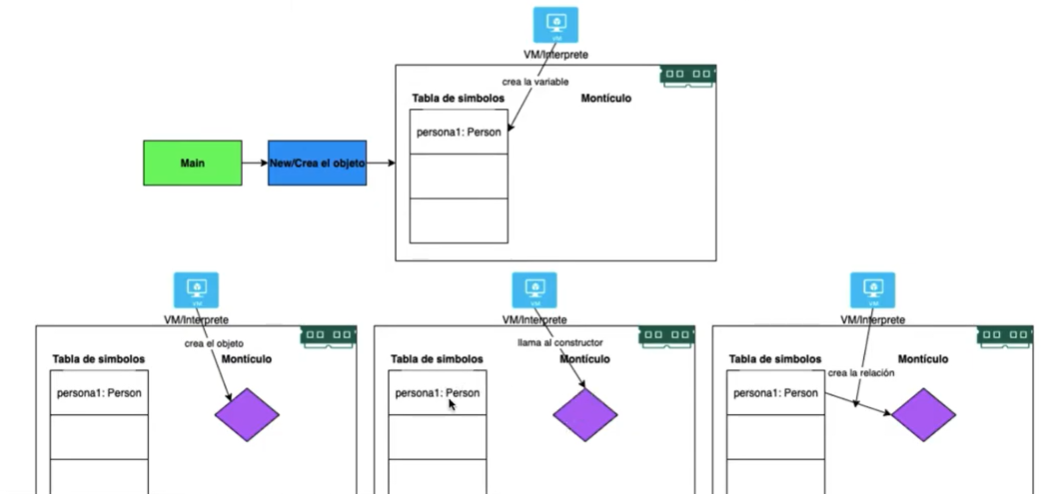 VM
VM/Interprete
crea la variable
Tabla de simbolos
Montículo
persona1: Person
Main
New/Crea el objeto
VM
VM/Interprete
crea el objeto
Tabla de simbolos
Montículo
persona1: Person
VM
VM/Interprete
llama al constructor
Tabla de simbolos
Montículo
persona1: Person
VM
VM/Interprete
Tabla de simbolos
Montículo
crea la relación
persona1: Person